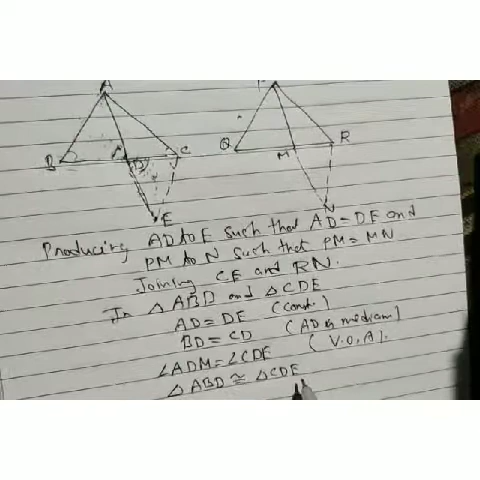 A
B C
D
E
Q M R
N
Producing AD to E such that AD = DE and
PM to N such that PM = MN
Joining CE and RN.
In △ ABD and △ CDE
AD = DE (const.)
BD = CD (AD is median)
∠ADM = ∠CDE (V.O.A).
△ ABD ≅ △ CDE